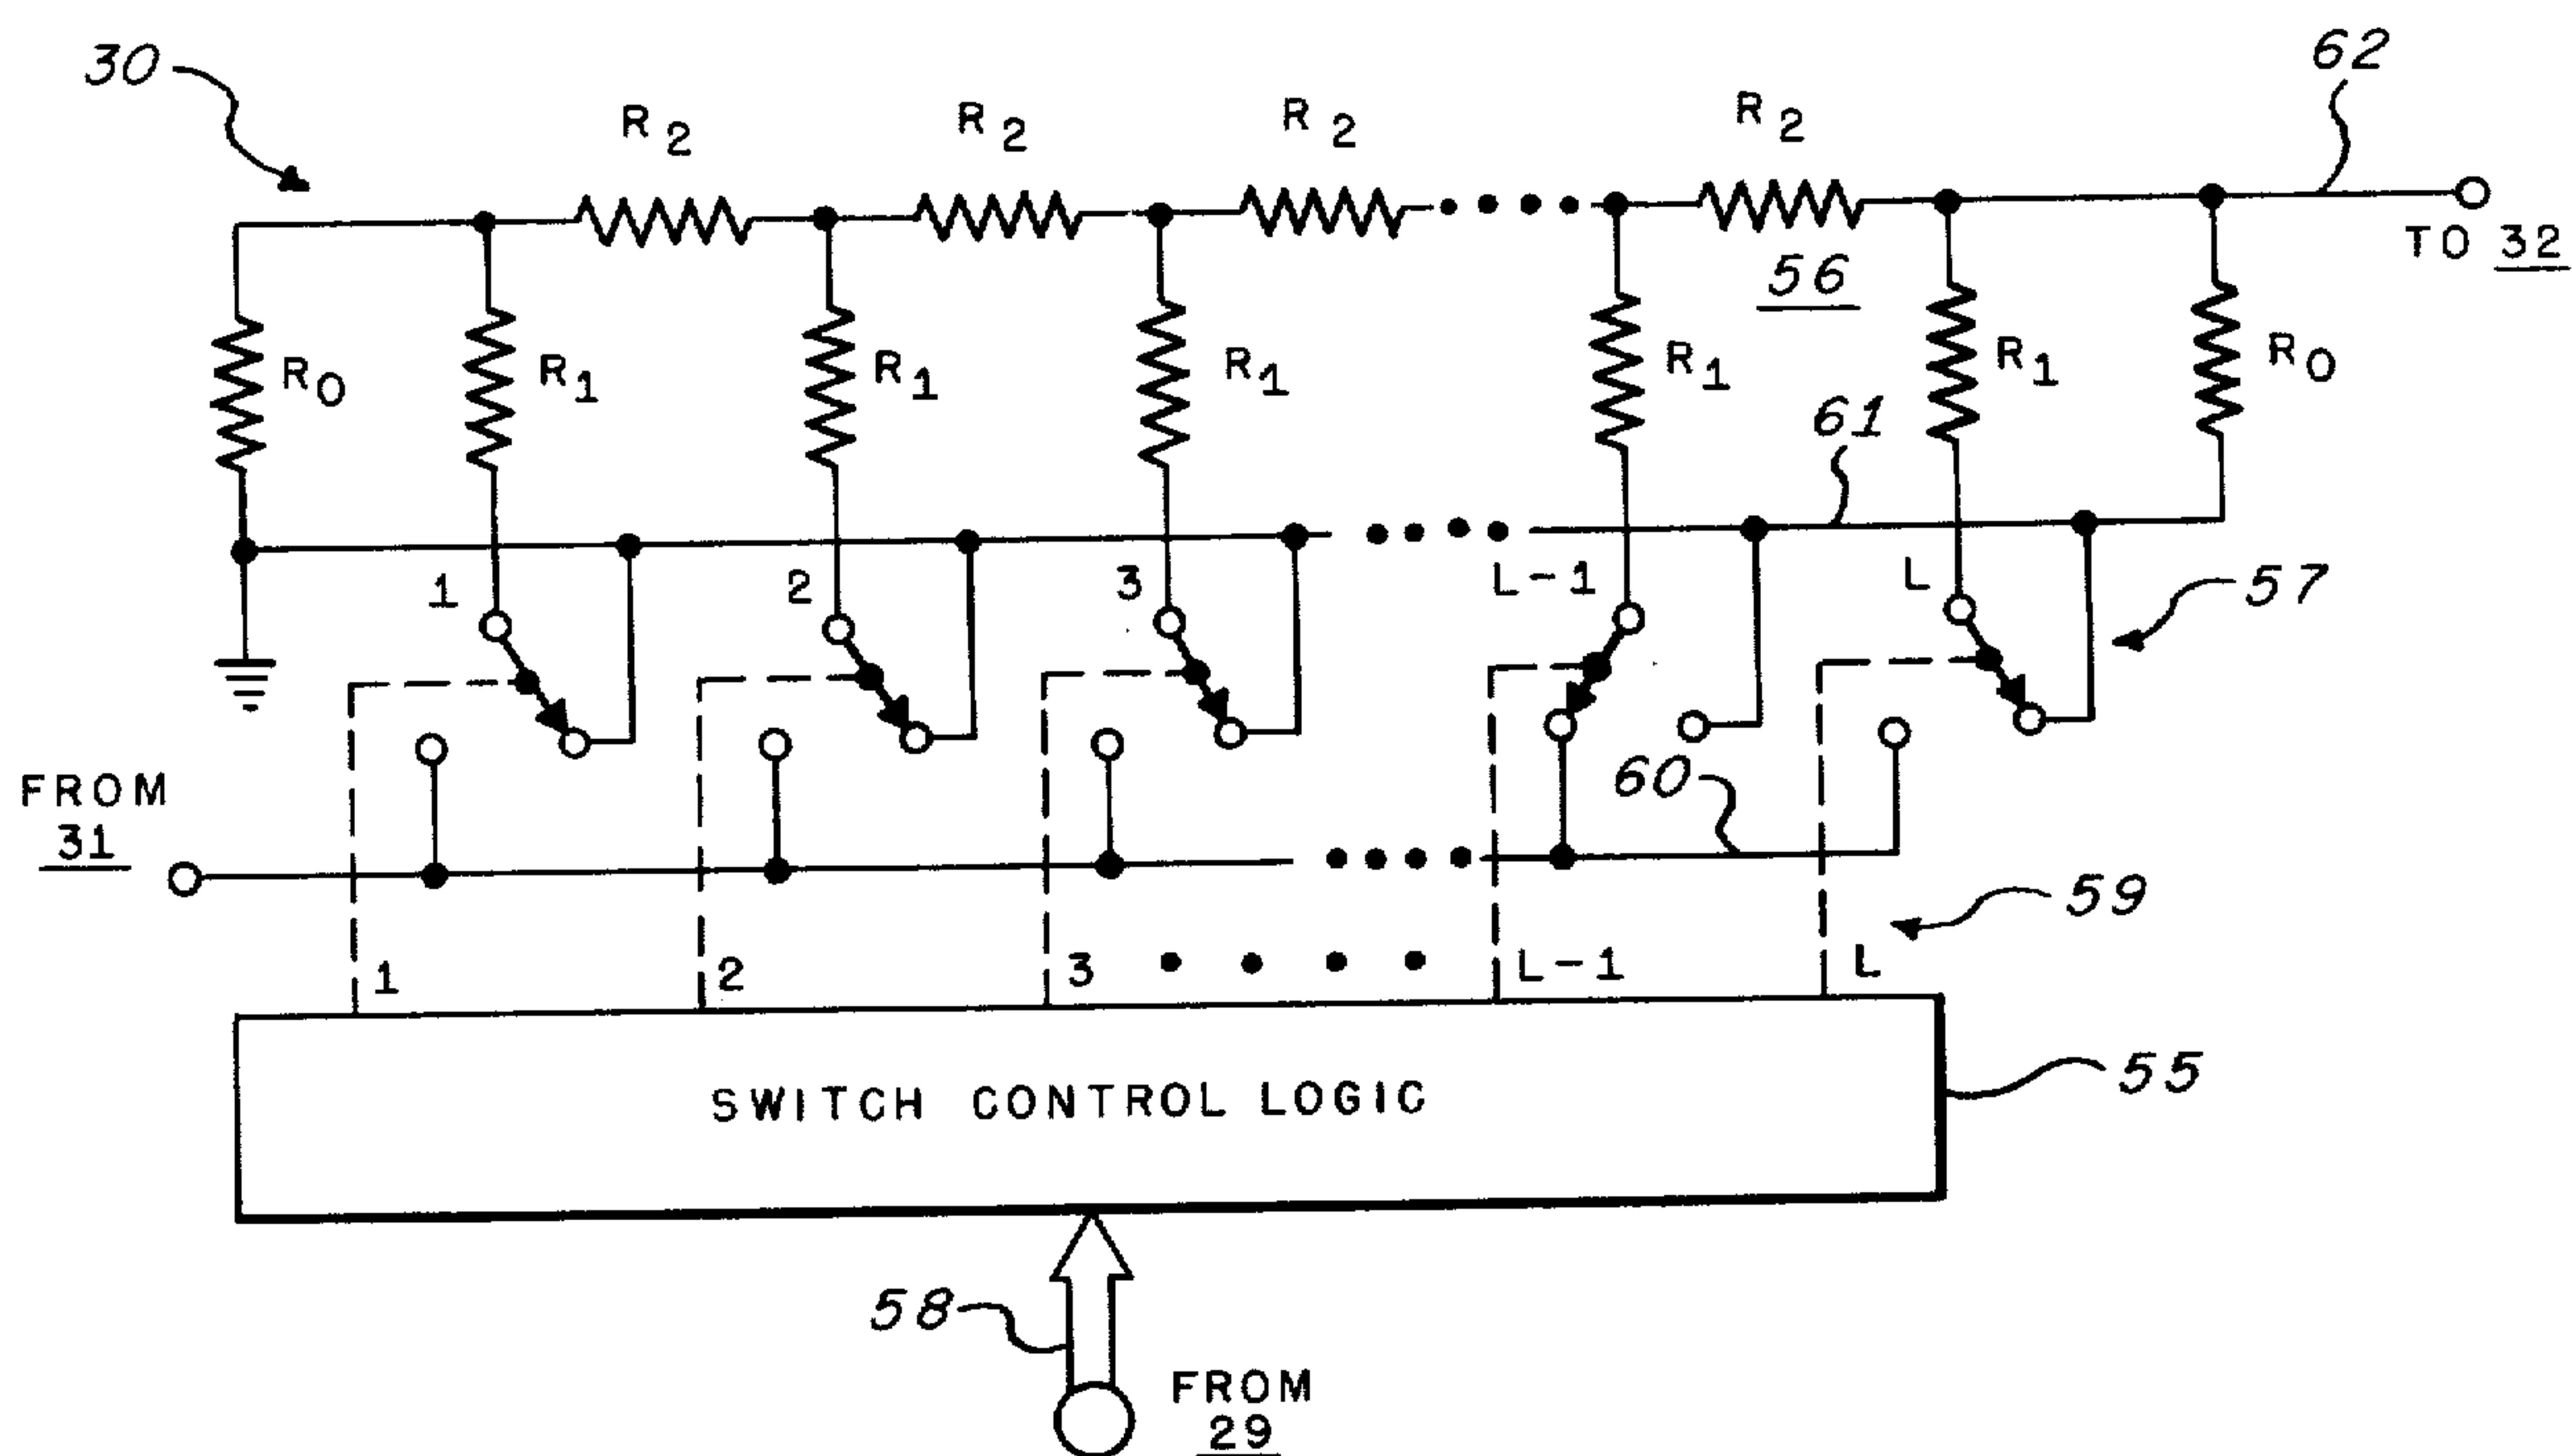 30
62
R2 R2 R2 R2
TO 32
56
R0 R1 R1 R1 R1 R1 R0
61
1 2 3 L-1 L
57
FROM
31
60
59
1 2 3 L-1 L
SWITCH CONTROL LOGIC
55
58
FROM
29